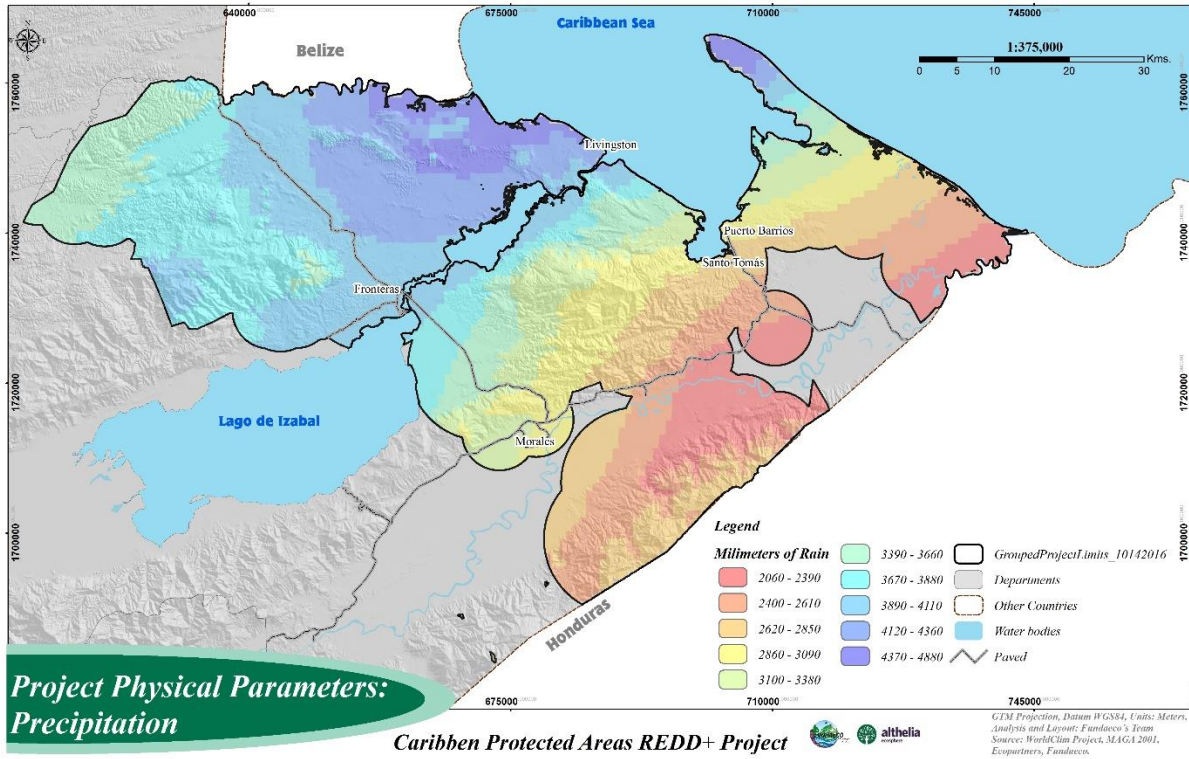 640000
675000
710000
745000
Caribbean Sea
Belize
1:375,000
Kms.
0 5 10 20 30
1760000
1760000
Livingston
1740000
1740000
Puerto Barrios
Santo Tomás
Fronteras
1720000
1720000
Lago de Izabal
Morales
1700000
1700000
Honduras
Legend
Milimeters of Rain
2060 - 2390
2400 - 2610
2620 - 2850
2860 - 3090
3100 - 3380
3390 - 3660
3670 - 3880
3890 - 4110
4120 - 4360
4370 - 4880
GroupedProjectLimits_10142016
Departments
Other Countries
Water bodies
Paved
675000
710000
745000
Project Physical Parameters:
Precipitation
Caribben Protected Areas REDD+ Project
althelia
ecosphere
GTM Projection, Datum WGS84, Units: Meters,
Analysis and Layout: Fundaeco's Team
Source: WorldClim Project, MAGA 2001,
Ecopartners, Fundaeco.